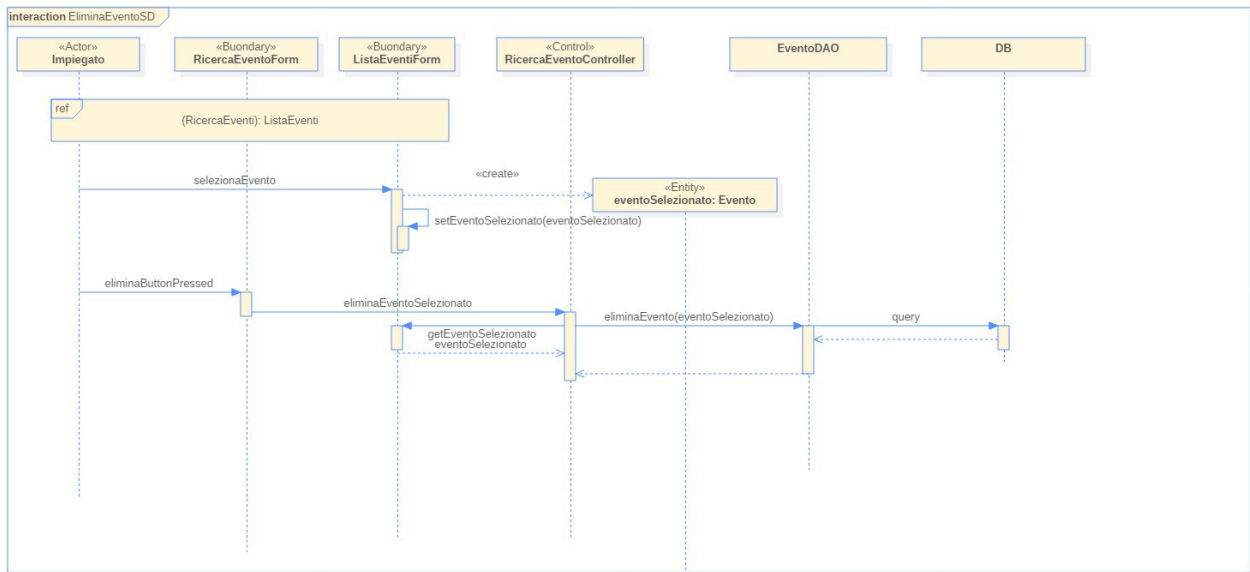 interaction EliminaEventoSD
«Actor»
Impiegato
«Buondary»
RicercaEventoForm
«Buondary»
ListaEventiForm
«Control»
RicercaEventoController
EventoDAO
DB
ref
(RicercaEventi): ListaEventi
selezionaEvento
«create»
«Entity»
eventoSelezionato: Evento
setEventoSelezionato(eventoSelezionato)
eliminaButtonPressed
eliminaEventoSelezionato
eliminaEvento(eventoSelezionato)
query
getEventoSelezionato
eventoSelezionato